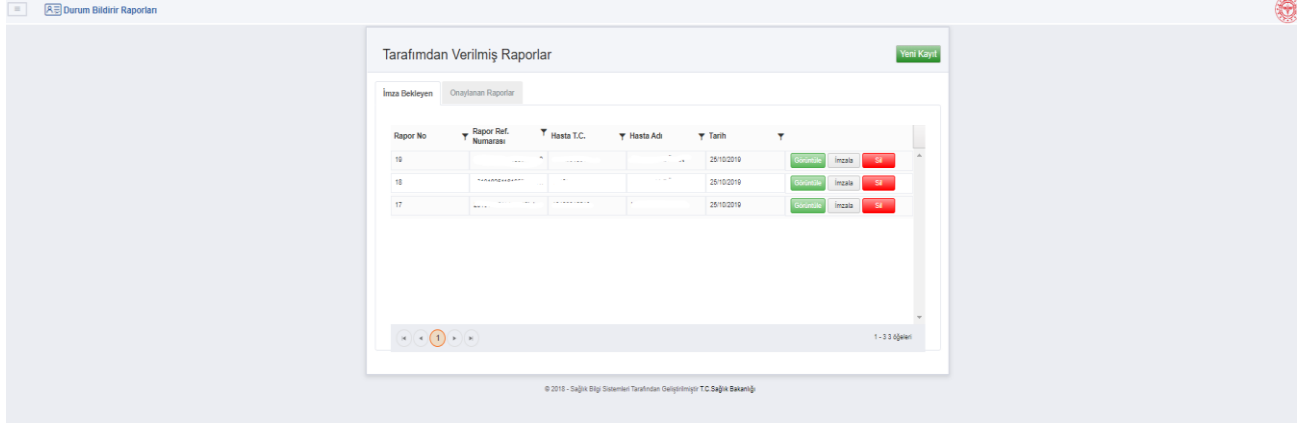 Durum Bildirir Raporları
Tarafımdan Verilmiş Raporlar
Yeni Kayıt
İmza Bekleyen Onaylanan Raporlar
Rapor No Rapor Ref. Numarası Hasta T.C. Hasta Adı Tarih
19 25/10/2019 Görüntüle İmzala Sil
18 25/10/2019 Görüntüle İmzala Sil
17 25/10/2019 Görüntüle İmzala Sil
1 1 - 3 3 öğeleri
© 2018 - Sağlık Bilgi Sistemleri Tarafından Geliştirilmiştir T.C.Sağlık Bakanlığı